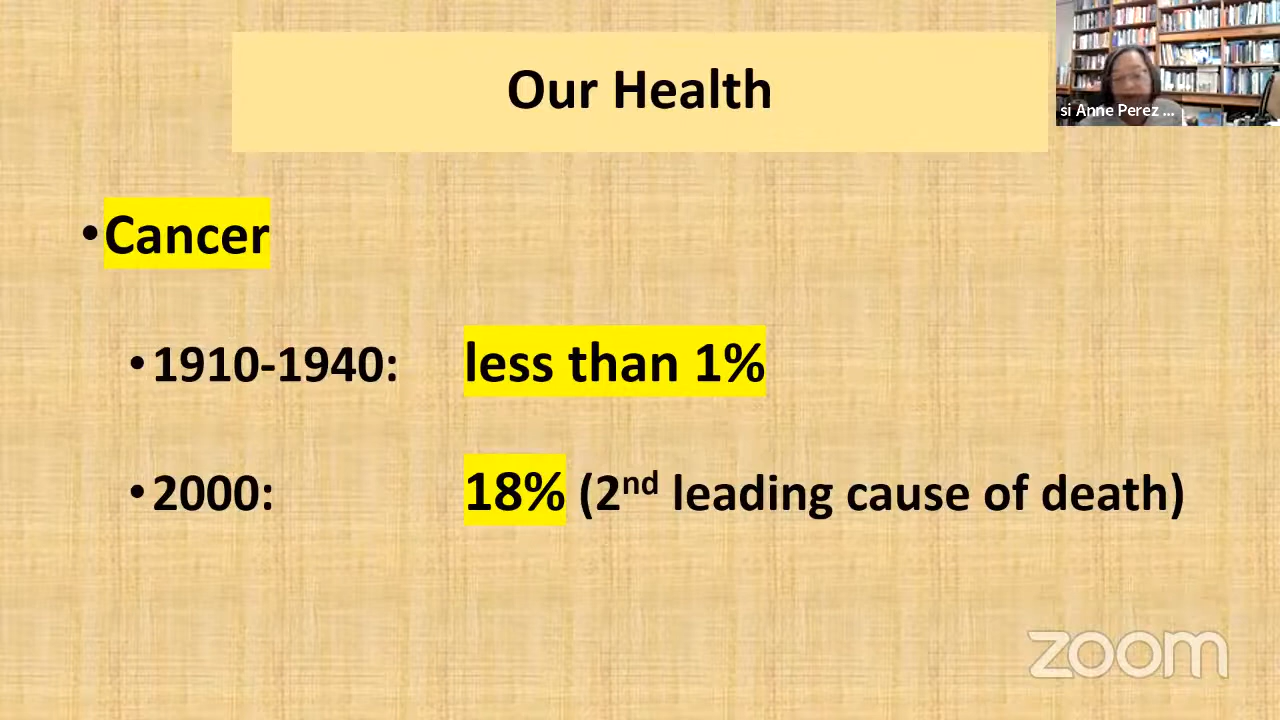 Our Health
si Anne Perez ...
•Cancer
•1910-1940: less than 1%
•2000: 18% (2nd leading cause of death)
zoom